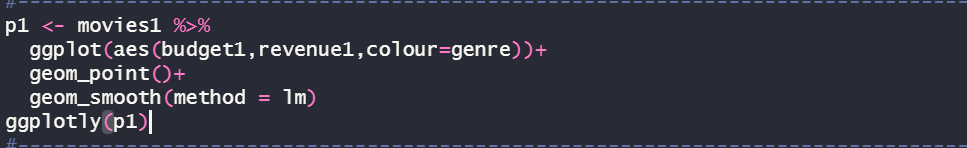 #--------------------------------------------------------------------------------
p1 <- movies1 %>%
  ggplot(aes(budget1,revenue1,colour=genre))+
  geom_point()+
  geom_smooth(method = lm)
ggplotly(p1)
#--------------------------------------------------------------------------------